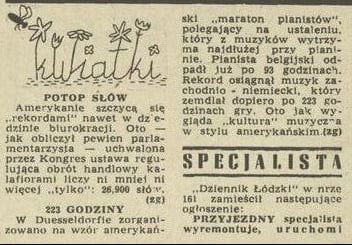 kwiatki
POTOP SŁÓW
Amerykanie szczycą się
„rekordami" nawet w dzie
dzinie biurokracji. Oto —
jak obliczył pewien parla-
mentarzysta — uchwalona
przez Kongres ustawa regu-
lująca obrót handlowy ka-
lafiorami liczy ni mniej ni
więcej „tylko": 26,900 słów.
(zg)
223 GODZINY
W Duesseldorfie zorgani-
zowano na wzór amerykań-
ski „maraton pianistów",
polegający na ustaleniu,
który z muzyków wytrzy-
ma najdłużej przy piani-
nie. Pianista belgijski od-
padł już po 93 godzinach.
Rekord osiągnął muzyk za-
chodnio - niemiecki, który
zemdlał dopiero po 223 go-
dzinach gry. Oto jak wy-
gląda „kultura" muzyczna
w stylu amerykańskim.(zg)
SPECJALISTA
„Dziennik Łódzki" w nrze
161 zamieścił następujące
ogłoszenie:
PRZYJEZDNY specjalista
wyremontuje, uruchomi